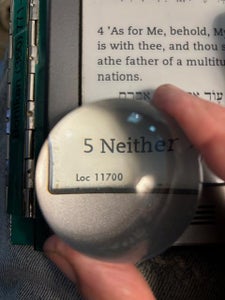 4 'As for Me, behold, My
is with thee, and thou s
athe father of a multitu
nations.
5 Neither
Loc 11700